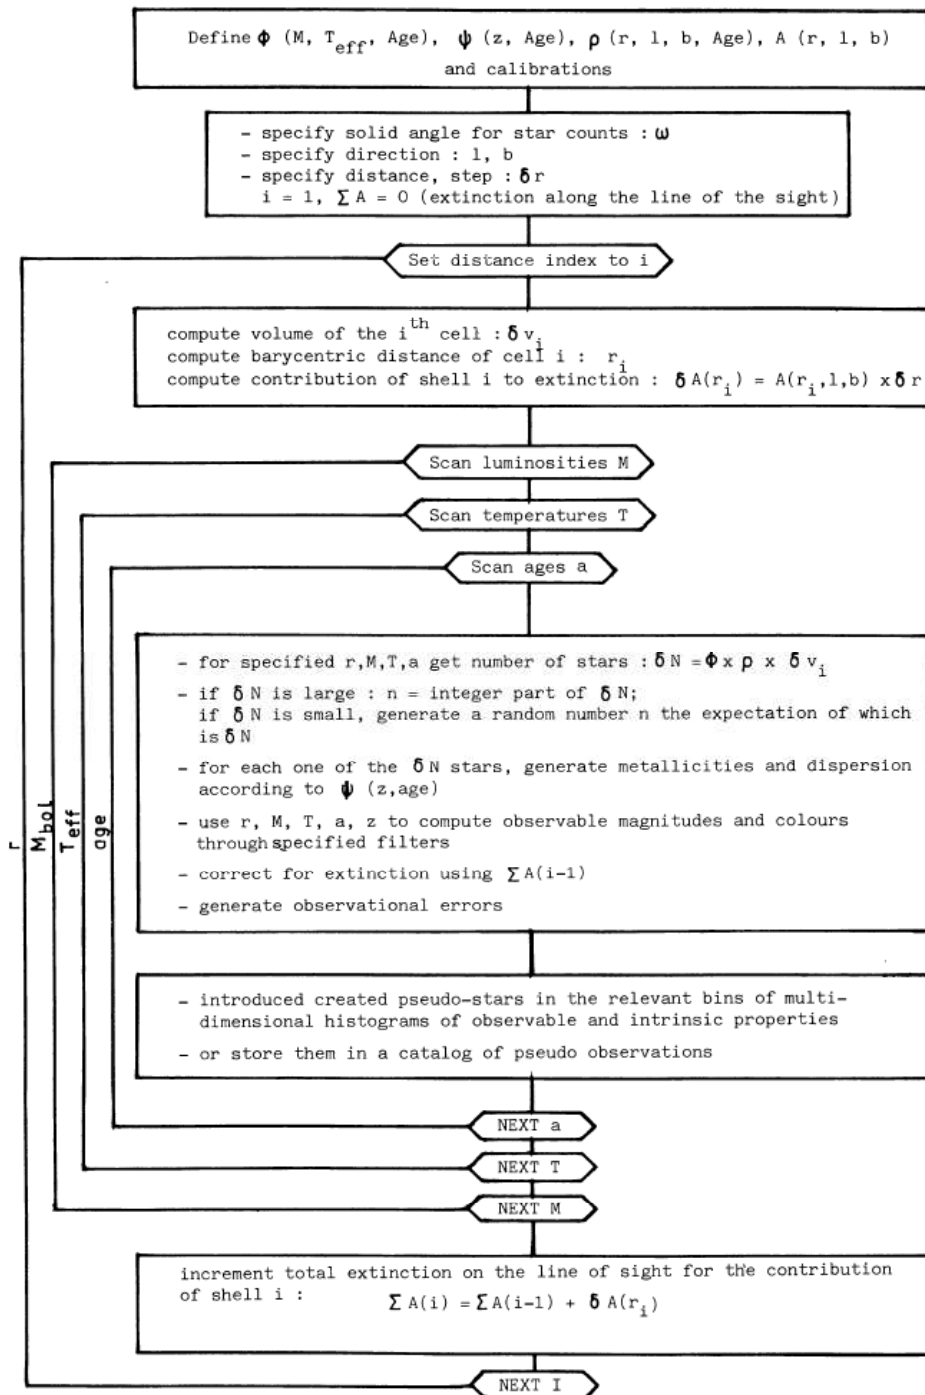 Define Φ (M, T_eff, Age), ψ (z, Age), ρ (r, l, b, Age), A (r, l, b)
and calibrations
- specify solid angle for star counts : ω
- specify direction : l, b
- specify distance, step : δ r
i = 1, Σ A = 0 (extinction along the line of the sight)
Set distance index to i
compute volume of the i^th cell : δ v_i
compute barycentric distance of cell i : r_i
compute contribution of shell i to extinction : δ A(r_i) = A(r_i,l,b) x δ r
Scan luminosities M
Scan temperatures T
Scan ages a
- for specified r,M,T,a get number of stars : δ N = Φ x ρ x δ v_i
- if δ N is large : n = integer part of δ N;
if δ N is small, generate a random number n the expectation of which
is δ N
- for each one of the δ N stars, generate metallicities and dispersion
according to ψ (z,age)
- use r, M, T, a, z to compute observable magnitudes and colours
through specified filters
- correct for extinction using Σ A(i-1)
- generate observational errors
r
M_bol
T_eff
age
- introduced created pseudo-stars in the relevant bins of multi-
dimensional histograms of observable and intrinsic properties
- or store them in a catalog of pseudo observations
NEXT a
NEXT T
NEXT M
increment total extinction on the line of sight for the contribution
of shell i : Σ A(i) = Σ A(i-1) + δ A(r_i)
NEXT I